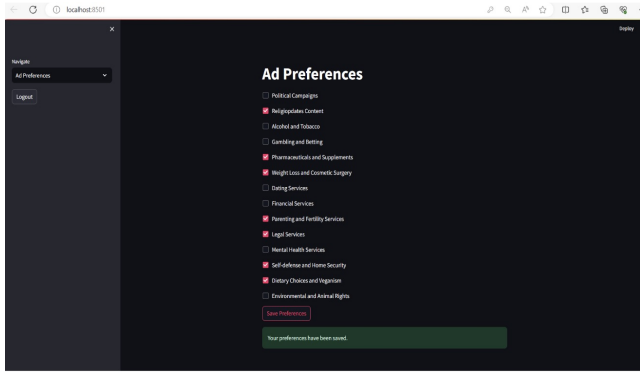 localhost:8501
Deploy
Navigate
Ad Preferences
Logout
Ad Preferences
Political Campaigns
Religiopdates Content
Alcohol and Tobacco
Gambling and Betting
Pharmaceuticals and Supplements
Weight Loss and Cosmetic Surgery
Dating Services
Financial Services
Parenting and Fertility Services
Legal Services
Mental Health Services
Self-defense and Home Security
Dietary Choices and Veganism
Environmental and Animal Rights
Save Preferences
Your preferences have been saved.